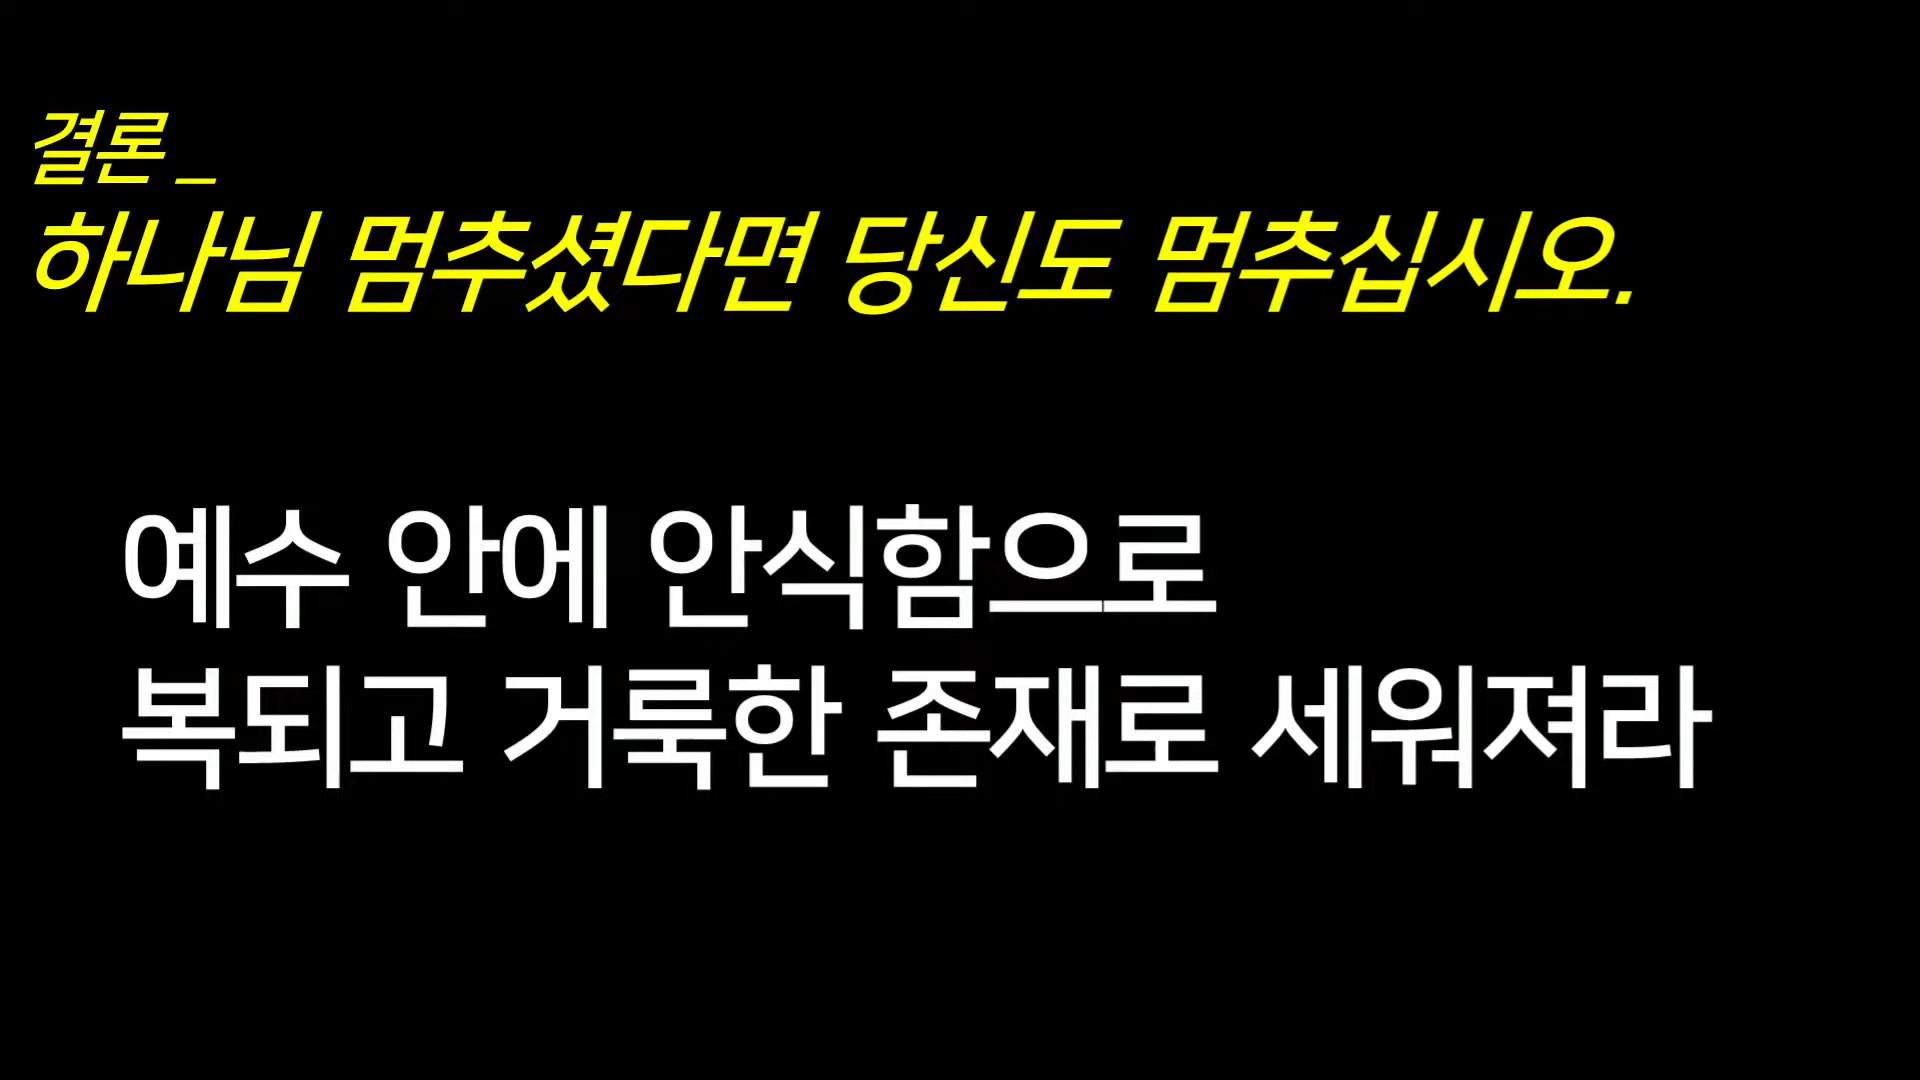 결론 _
하나님 멈추셨다면 당신도 멈추십시오.
예수 안에 안식함으로
복되고 거룩한 존재로 세워져라